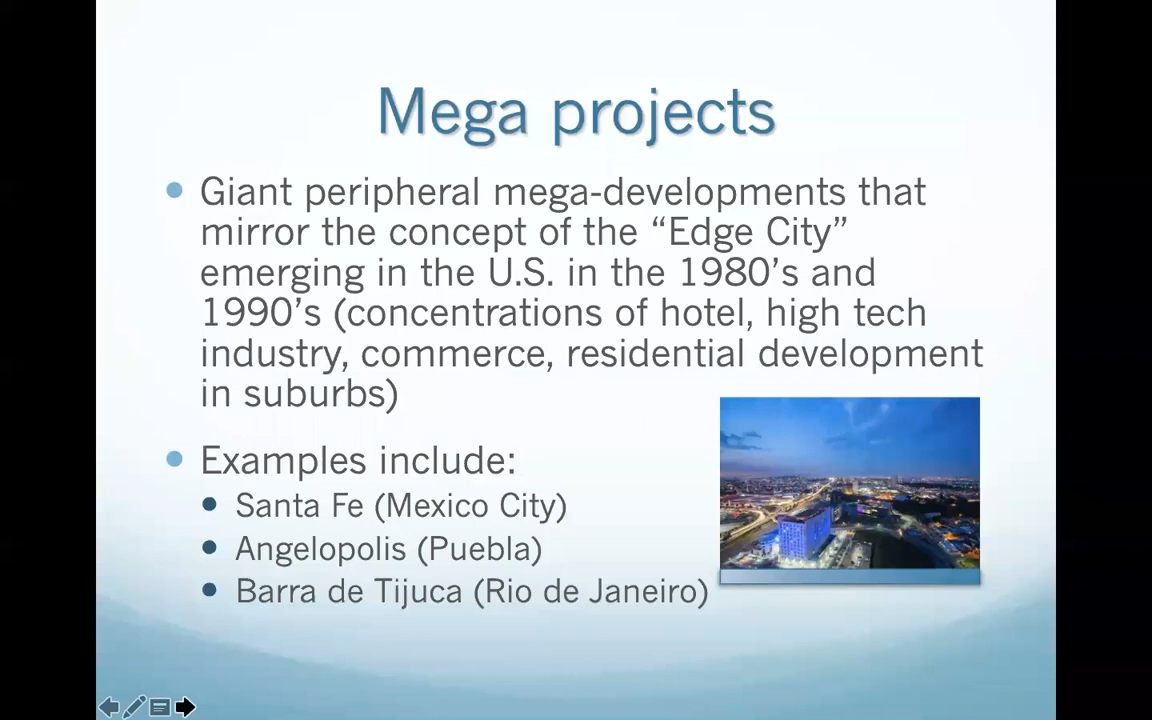 Mega projects
Giant peripheral mega-developments that
mirror the concept of the “Edge City”
emerging in the U.S. in the 1980’s and
1990’s (concentrations of hotel, high tech
industry, commerce, residential development
in suburbs)
Examples include:
Santa Fe (Mexico City)
Angelopolis (Puebla)
Barra de Tijuca (Rio de Janeiro)